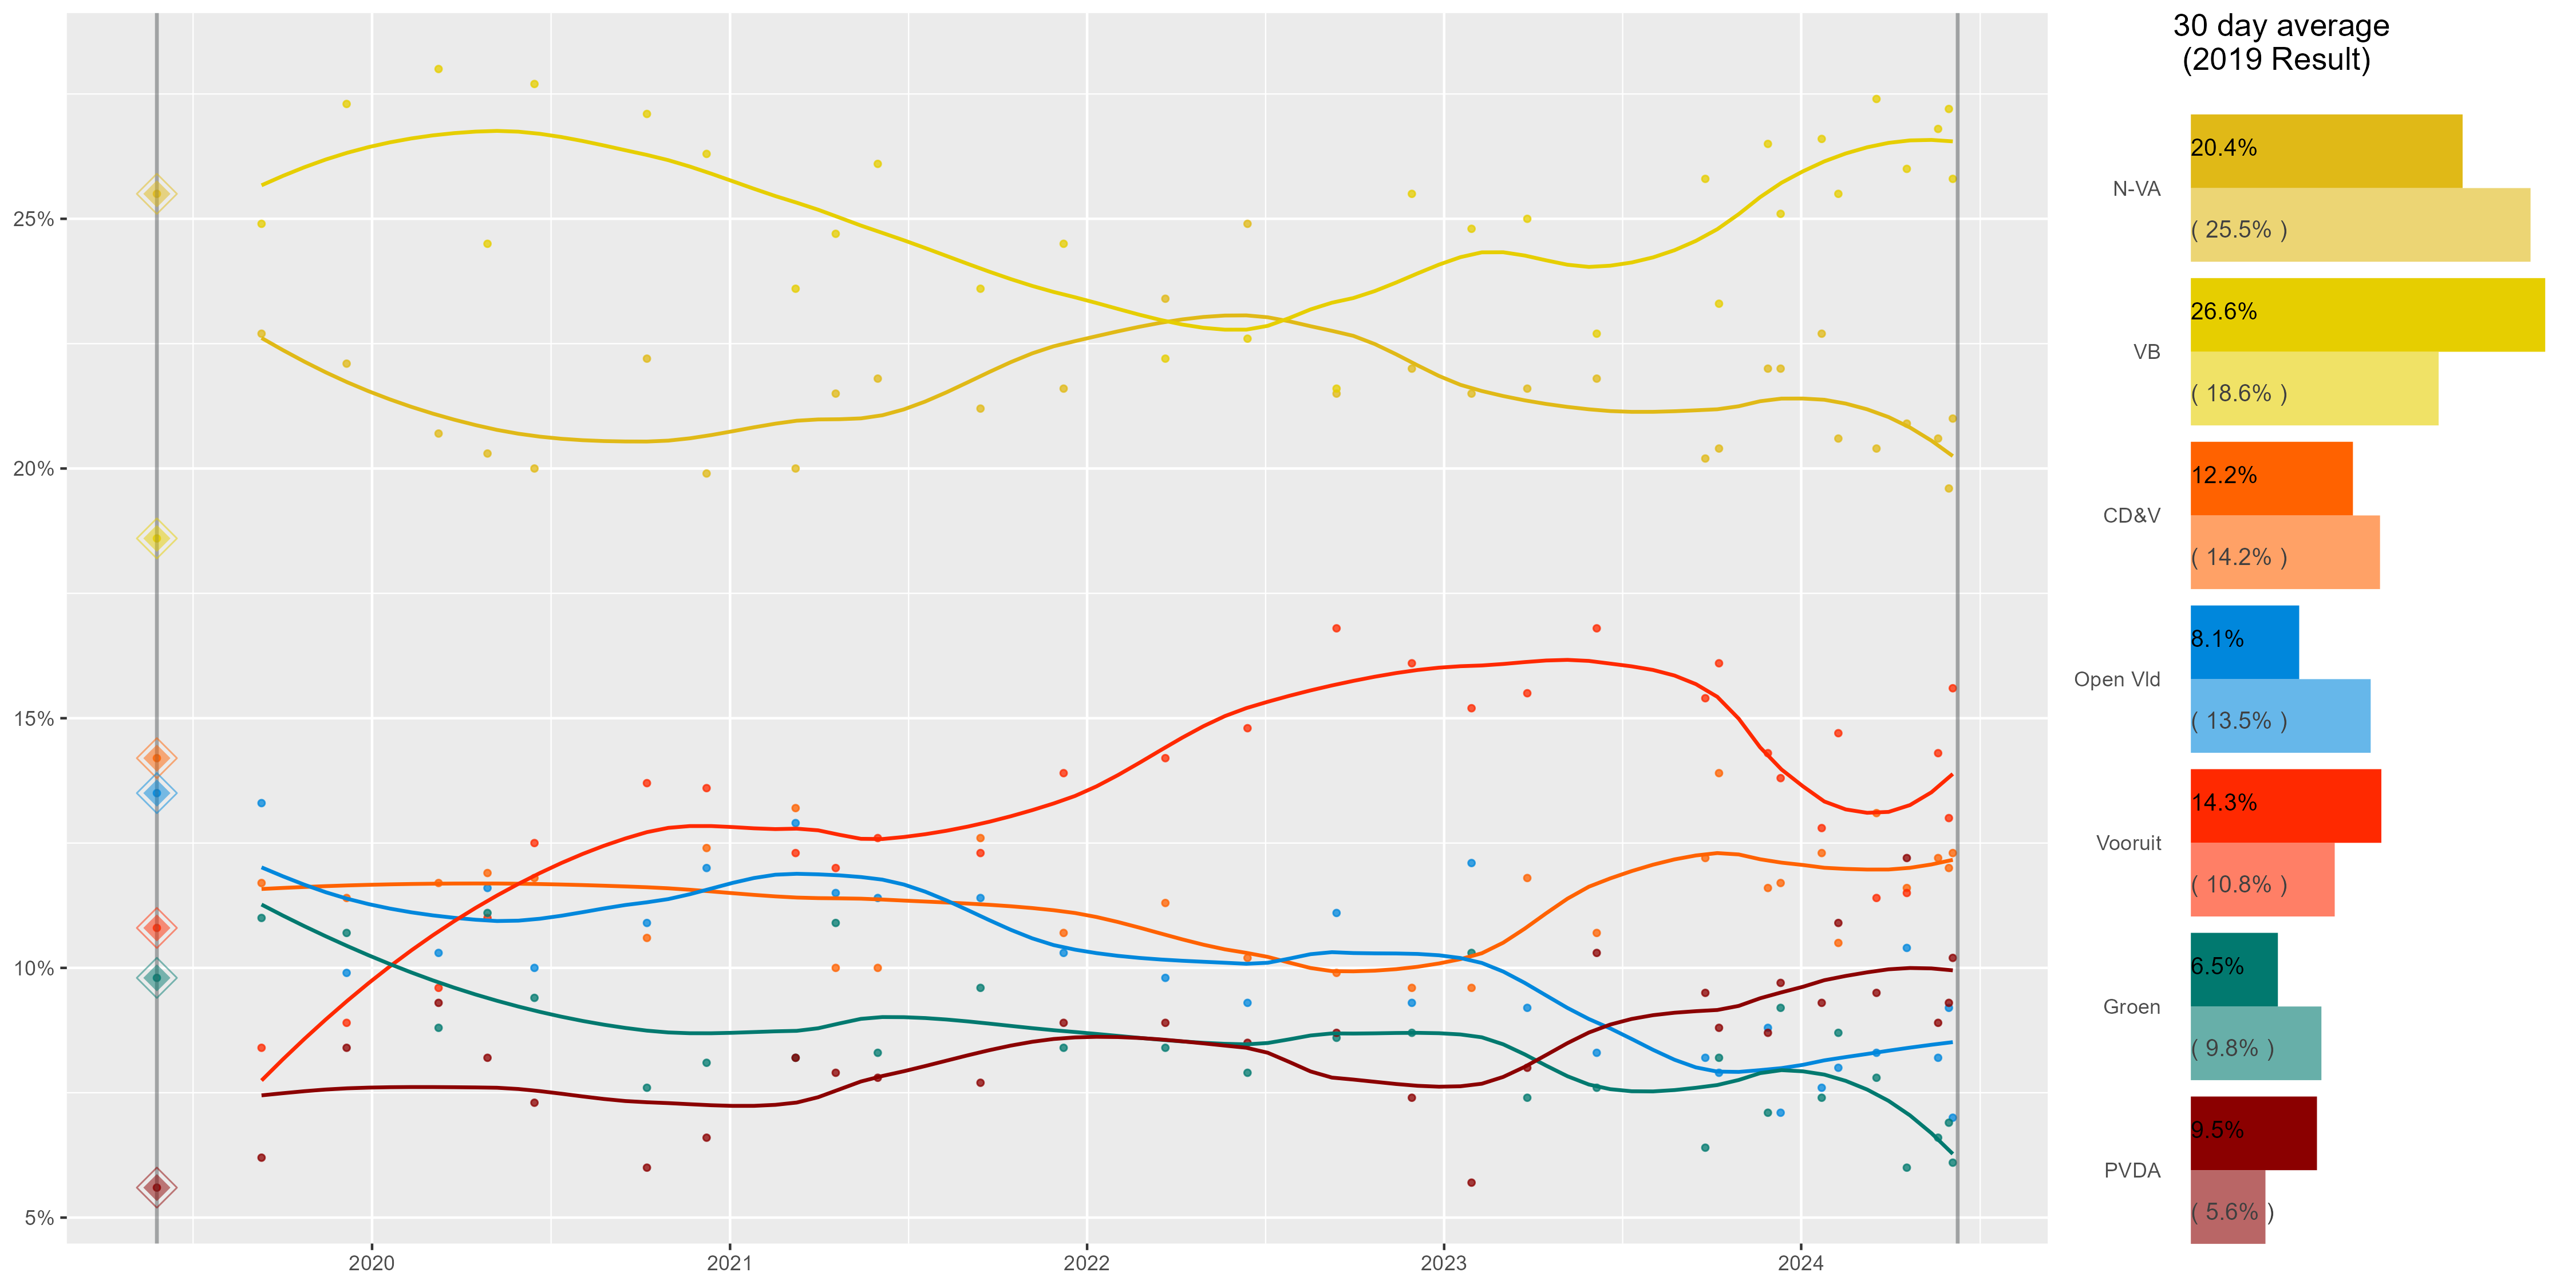 30 day average
(2019 Result)
25%
20%
15%
10%
5%
2020
2021
2022
2023
2024
N-VA
20.4%
( 25.5% )
VB
26.6%
( 18.6% )
CD&V
12.2%
( 14.2% )
Open Vld
8.1%
( 13.5% )
Vooruit
14.3%
( 10.8% )
Groen
6.5%
( 9.8% )
PVDA
9.5%
( 5.6% )